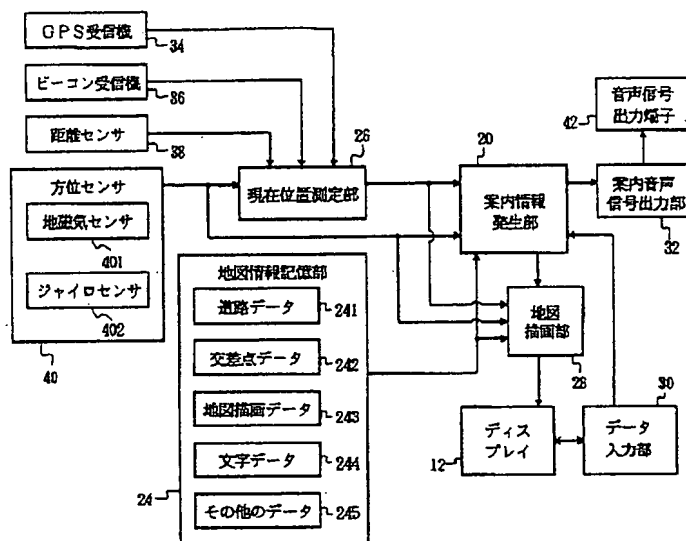 GPS受信機
34
ビーコン受信機
36
距離センサ
38
方位センサ
地磁気センサ
401
ジャイロセンサ
402
40
26
現在位置測定部
20
案内情報
発生部
42
音声信号
出力端子
案内音声
信号出力部
32
地図情報記憶部
道路データ
241
交差点データ
242
地図描画データ
243
文字データ
244
その他のデータ
245
24
地図
描画部
28
ディス
プレイ
12
30
データ
入力部